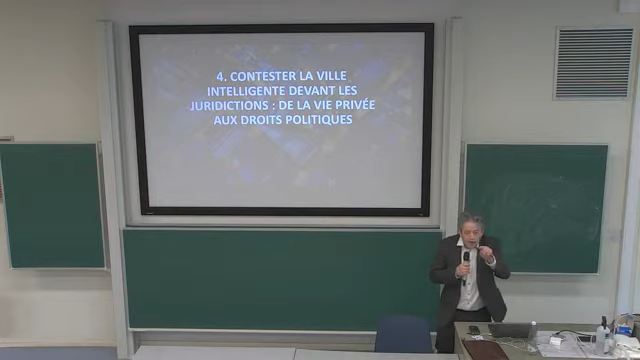 4. CONTESTER LA VILLE
INTELLIGENTE DEVANT LES
JURIDICTIONS : DE LA VIE PRIVÉE
AUX DROITS POLITIQUES